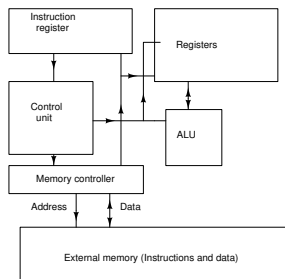 Instruction
register
Registers
Control
unit
ALU
Memory controller
Address
Data
External memory (Instructions and data)